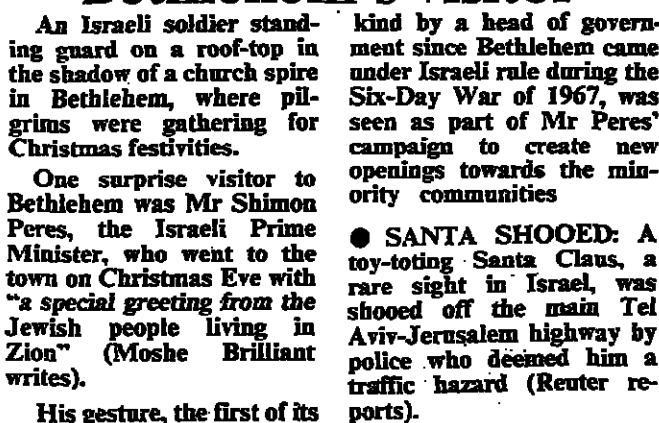 An Israeli soldier stand-
ing guard on a roof-top in
the shadow of a church spire
in Bethlehem, where pil-
grims were gathering for
Christmas festivities.
One surprise visitor to
Bethlehem was Mr Shimon
Peres, the Israeli Prime
Minister, who went to the
town on Christmas Eve with
"a special greeting from the
Jewish people living in
Zion" (Moshe Brilliant
writes).
His gesture, the first of its
kind by a head of govern-
ment since Bethlehem came
under Israeli rule during the
Six-Day War of 1967, was
seen as part of Mr Peres'
campaign to create new
openings towards the min-
ority communities
● SANTA SHOOED: A
toy-toting Santa Claus, a
rare sight in Israel, was
shooed off the main Tel
Aviv-Jerusalem highway by
police who deemed him a
traffic hazard (Reuter re-
ports).